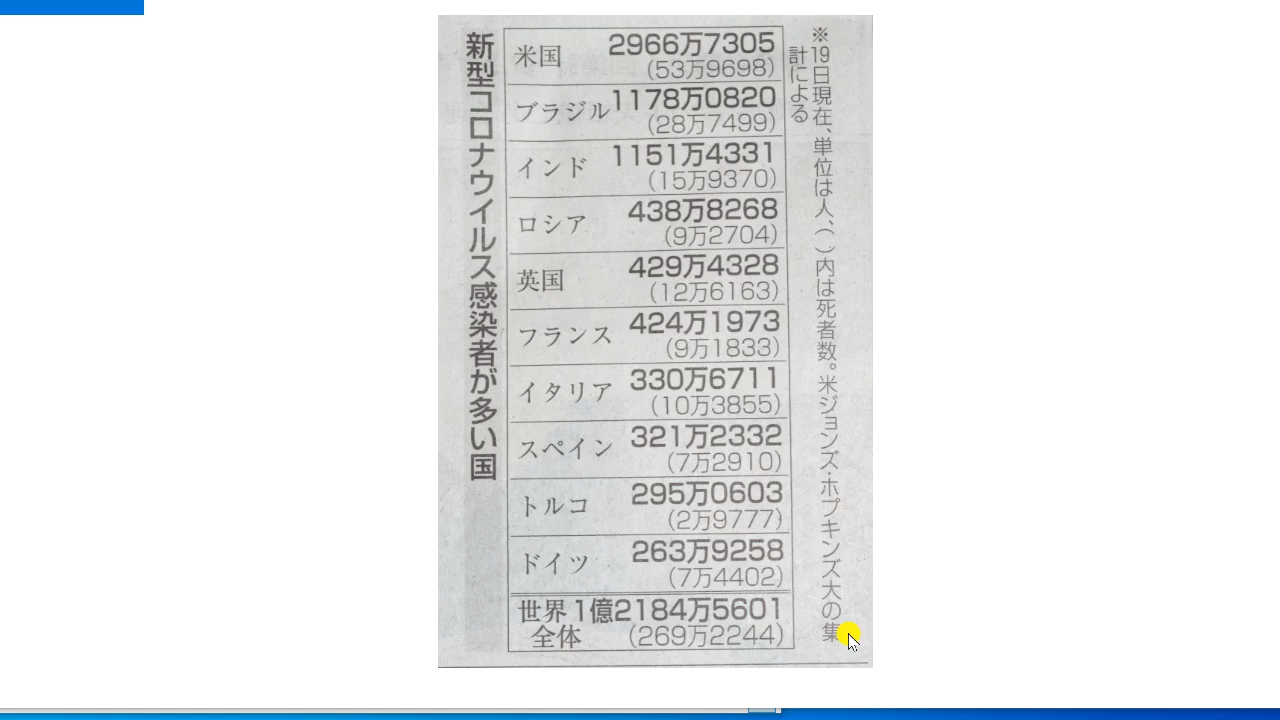 新型コロナウイルス感染者が多い国
米国 2966万7305
(53万9698)
ブラジル 1178万0820
(28万7499)
インド 1151万4331
(15万9370)
ロシア 438万8268
(9万2704)
英国 429万4328
(12万6163)
フランス 424万1973
(9万1833)
イタリア 330万6711
(10万3855)
スペイン 321万2332
(7万2910)
トルコ 295万0603
(2万9777)
ドイツ 263万9258
(7万4402)
世界 1億2184万5601
全体 (269万2244)
※19日現在、単位は人、( )内は死者数。米ジョンズ・ホプキンズ大の集
計による